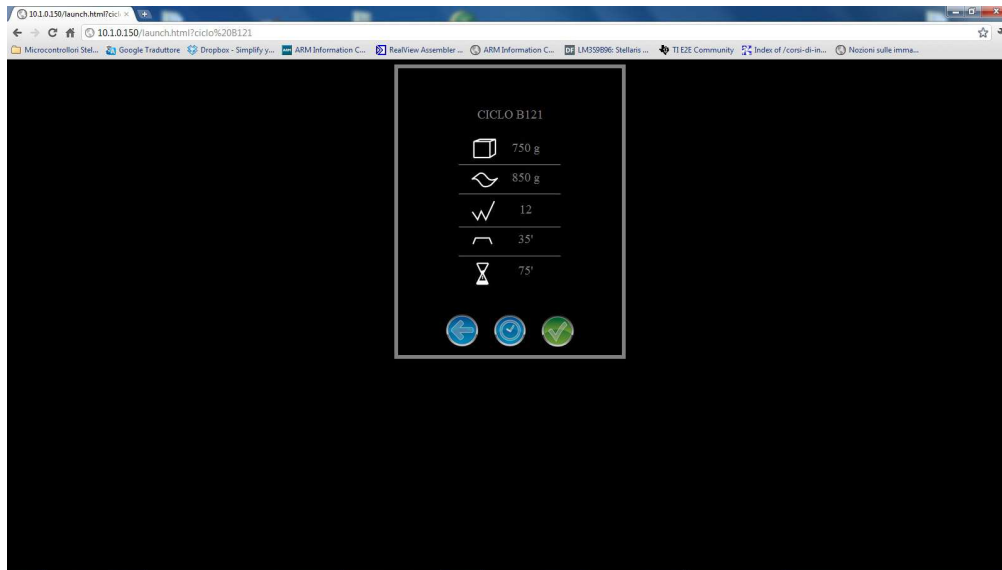 10.1.0.150/launch.html?cicl
10.1.0.150/launch.html?ciclo%20B121
Microcontrollori Stel...
Google Traduttore
Dropbox - Simplify y...
ARM Information C...
RealView Assembler ...
ARM Information C...
DF LM3S9B96: Stellaris ...
TI E2E Community
Index of /corsi-di-in...
Nozioni sulle imma...
CICLO B121
750 g
850 g
12
35'
75'